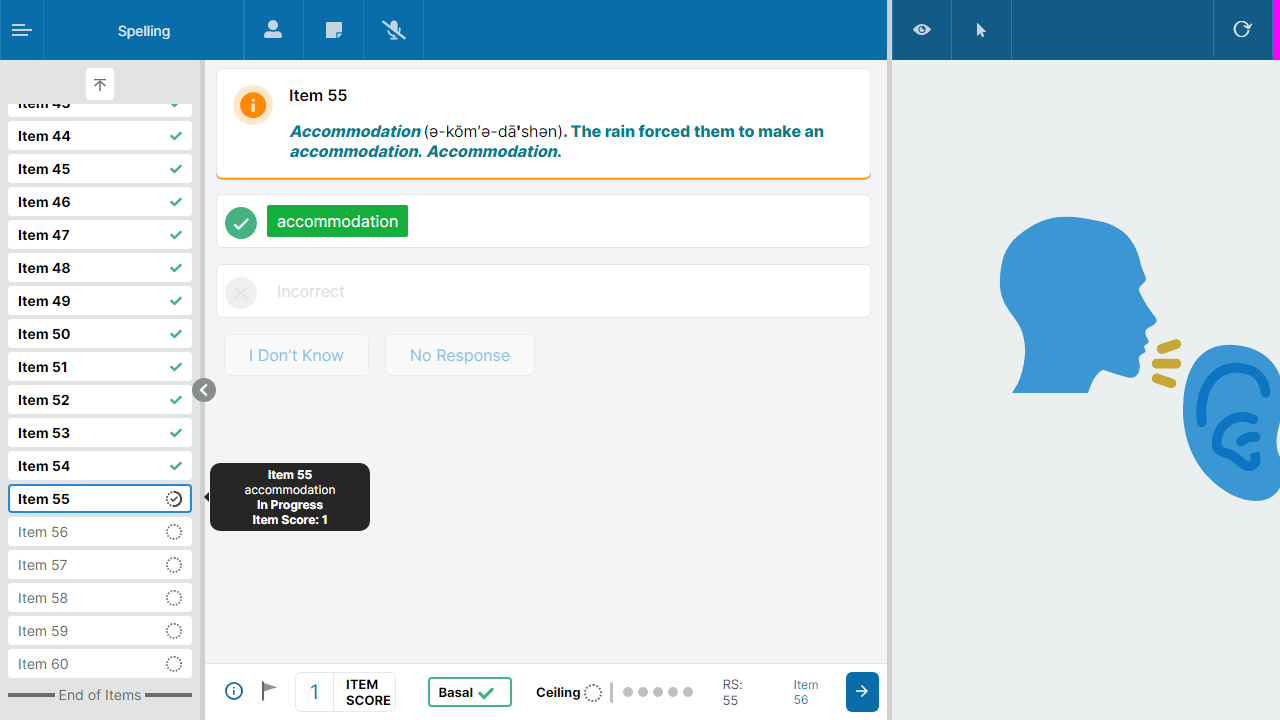 Spelling
Item 44
Item 45
Item 46
Item 47
Item 48
Item 49
Item 50
Item 51
Item 52
Item 53
Item 54
Item 55
Item 56
Item 57
Item 58
Item 59
Item 60
End of Items
Item 55
Accommodation (ə-kŏm′ə-dā′shən). The rain forced them to make an
accommodation. Accommodation.
accommodation
Incorrect
I Don’t Know
No Response
Item 55
accommodation
In Progress
Item Score: 1
1
ITEM
SCORE
Basal
Ceiling
RS:
55
Item
56